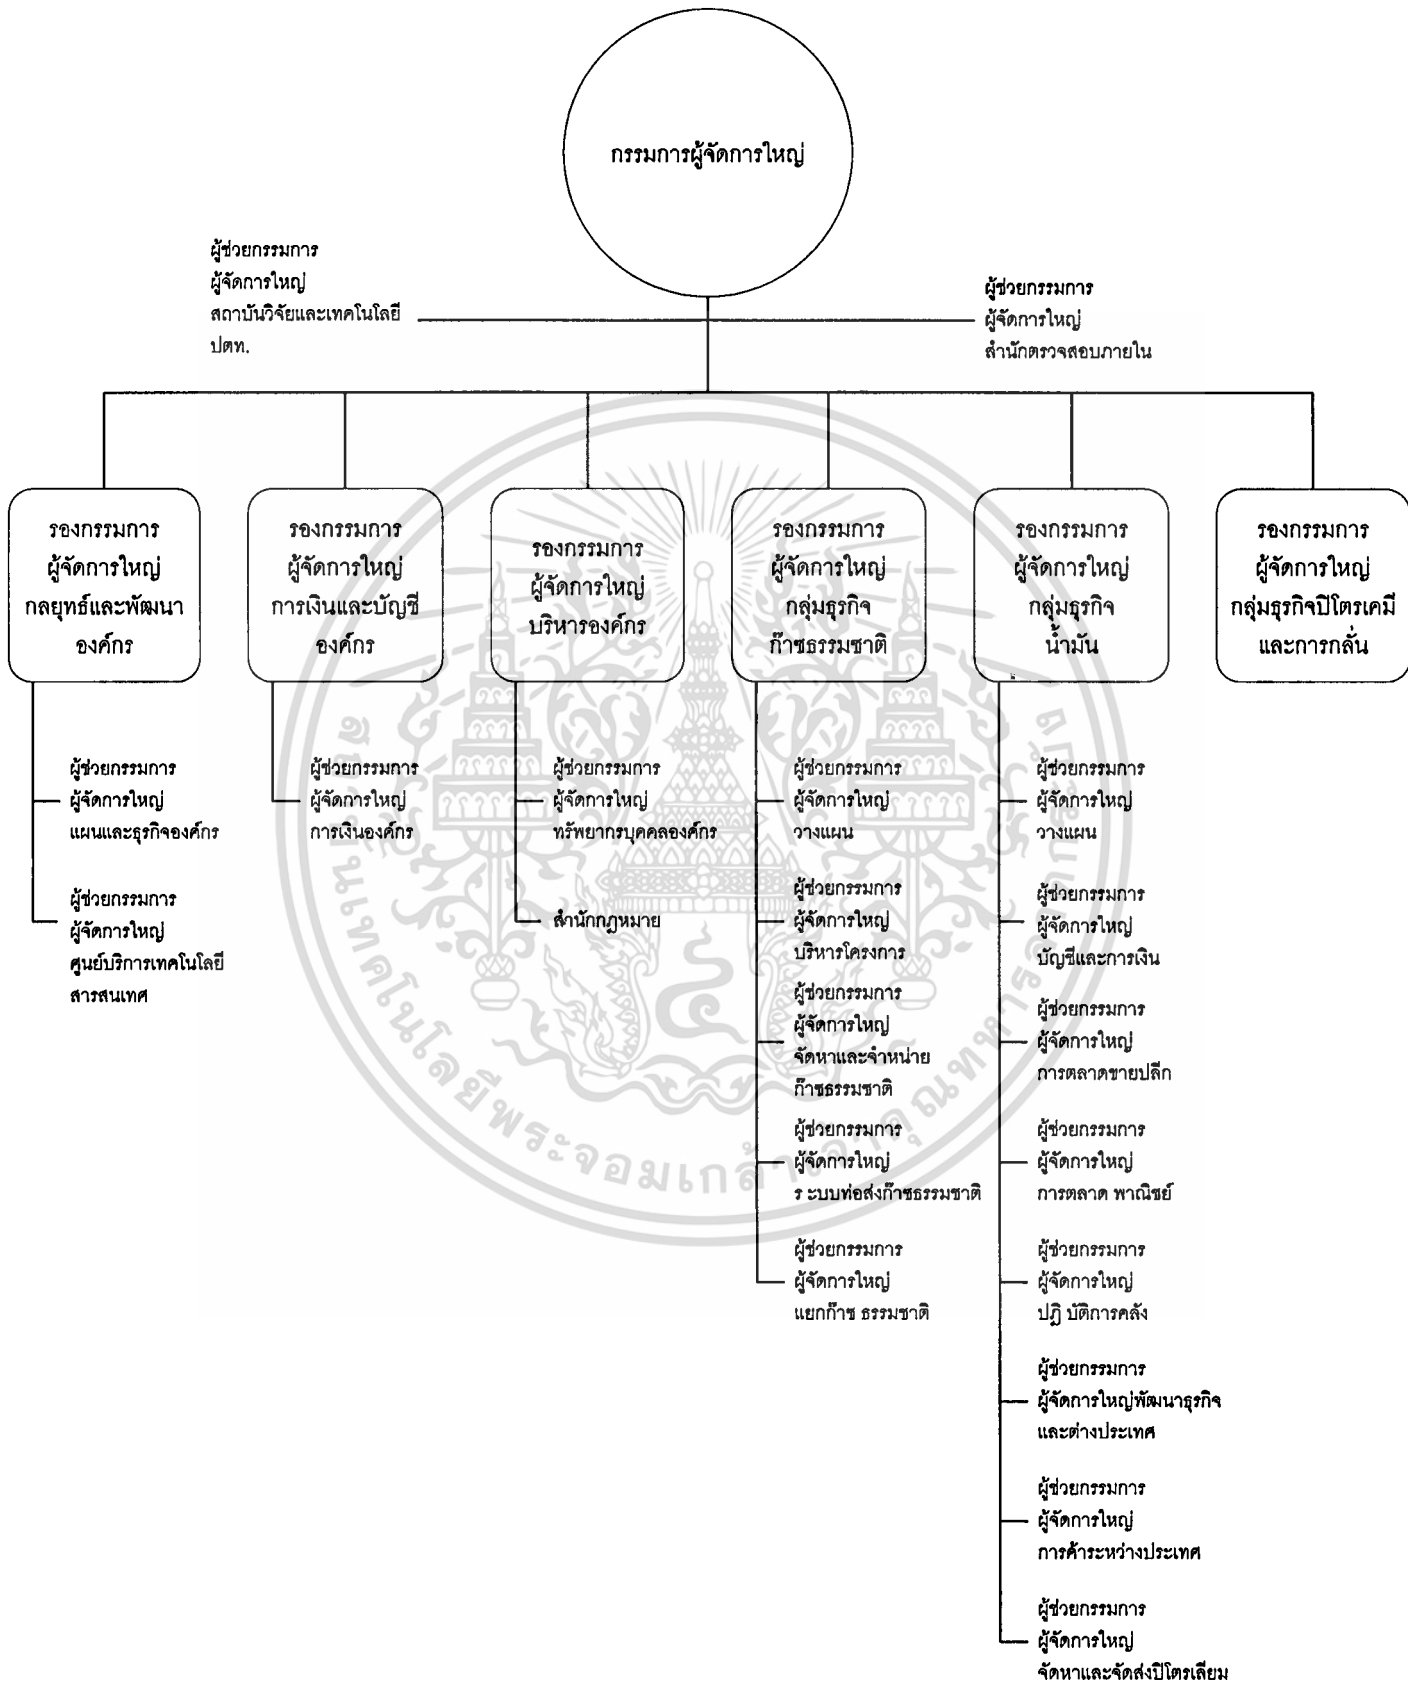 กรรมการผู้จัดการใหญ่
ผู้ช่วยกรรมการ
ผู้จัดการใหญ่
สถาบันวิจัยและเทคโนโลยี
ปตท.
ผู้ช่วยกรรมการ
ผู้จัดการใหญ่
สำนักตรวจสอบภายใน
รองกรรมการ
ผู้จัดการใหญ่
กลยุทธ์และพัฒนา
องค์กร
รองกรรมการ
ผู้จัดการใหญ่
การเงินและบัญชี
องค์กร
รองกรรมการ
ผู้จัดการใหญ่
บริหารองค์กร
รองกรรมการ
ผู้จัดการใหญ่
กลุ่มธุรกิจ
ก๊าซธรรมชาติ
รองกรรมการ
ผู้จัดการใหญ่
กลุ่มธุรกิจ
น้ำมัน
รองกรรมการ
ผู้จัดการใหญ่
กลุ่มธุรกิจปิโตรเคมี
และการกลั่น
ผู้ช่วยกรรมการ
ผู้จัดการใหญ่
แผนและธุรกิจองค์กร
ผู้ช่วยกรรมการ
ผู้จัดการใหญ่
ศูนย์บริการเทคโนโลยี
สารสนเทศ
ผู้ช่วยกรรมการ
ผู้จัดการใหญ่
การเงินองค์กร
ผู้ช่วยกรรมการ
ผู้จัดการใหญ่
ทรัพยากรบุคคลองค์กร
สำนักกฎหมาย
ผู้ช่วยกรรมการ
ผู้จัดการใหญ่
วางแผน
ผู้ช่วยกรรมการ
ผู้จัดการใหญ่
บริหารโครงการ
ผู้ช่วยกรรมการ
ผู้จัดการใหญ่
จัดหาและจำหน่าย
ก๊าซธรรมชาติ
ผู้ช่วยกรรมการ
ผู้จัดการใหญ่
ร ะบบท่อส่งก๊าซธรรมชาติ
ผู้ช่วยกรรมการ
ผู้จัดการใหญ่
แยกก๊าซ ธรรมชาติ
ผู้ช่วยกรรมการ
ผู้จัดการใหญ่
วางแผน
ผู้ช่วยกรรมการ
ผู้จัดการใหญ่
บัญชีและการเงิน
ผู้ช่วยกรรมการ
ผู้จัดการใหญ่
การตลาดขายปลีก
ผู้ช่วยกรรมการ
ผู้จัดการใหญ่
การตลาด พาณิชย์
ผู้ช่วยกรรมการ
ผู้จัดการใหญ่
ปฏิ บัติการคลัง
ผู้ช่วยกรรมการ
ผู้จัดการใหญ่พัฒนาธุรกิจ
และต่างประเทศ
ผู้ช่วยกรรมการ
ผู้จัดการใหญ่
การค้าระหว่างประเทศ
ผู้ช่วยกรรมการ
ผู้จัดการใหญ่
จัดหาและจัดส่งปิโตรเลียม
สถาบันเทคโนโลยีพระจอมเกล้าเจ้าคุณทหารลาดกระบัง